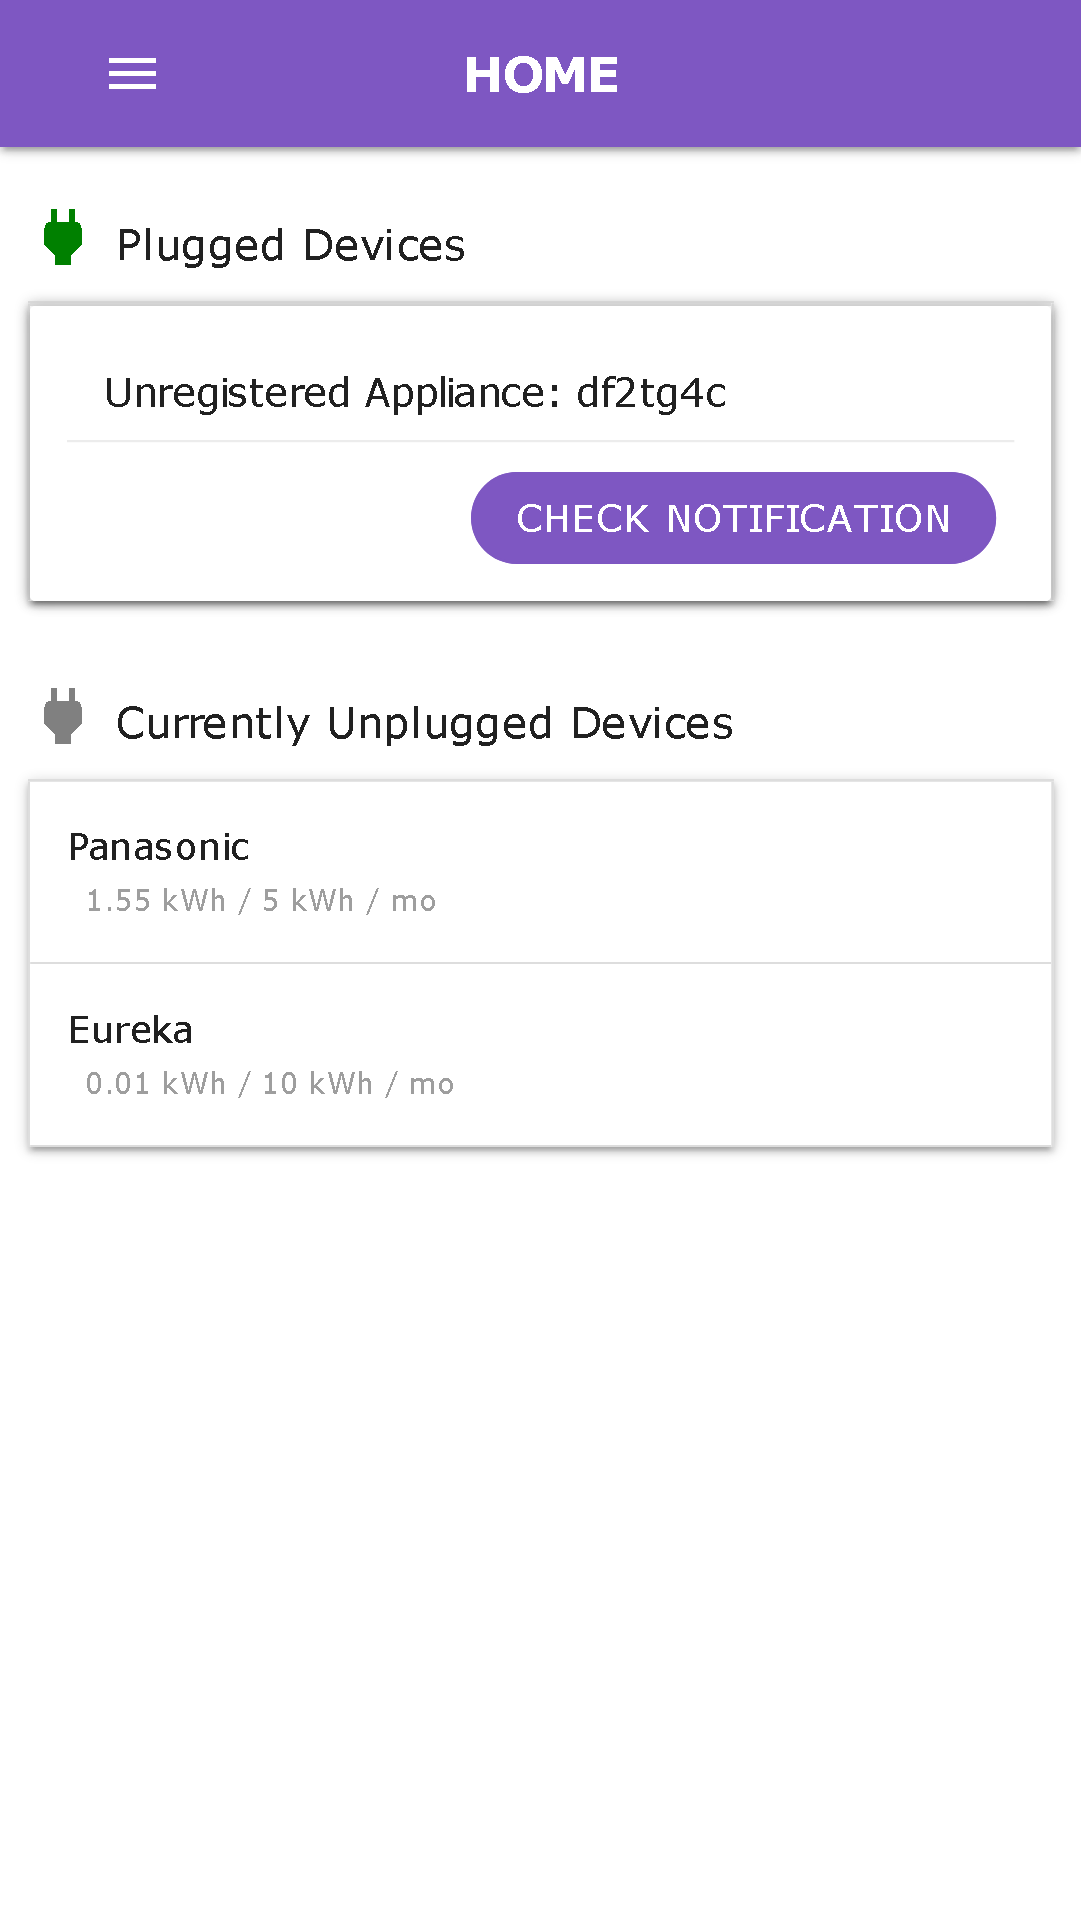 HOME
Plugged Devices
Unregistered Appliance: df2tg4c
CHECK NOTIFICATION
Currently Unplugged Devices
Panasonic
1.55 kWh / 5 kWh / mo
Eureka
0.01 kWh / 10 kWh / mo